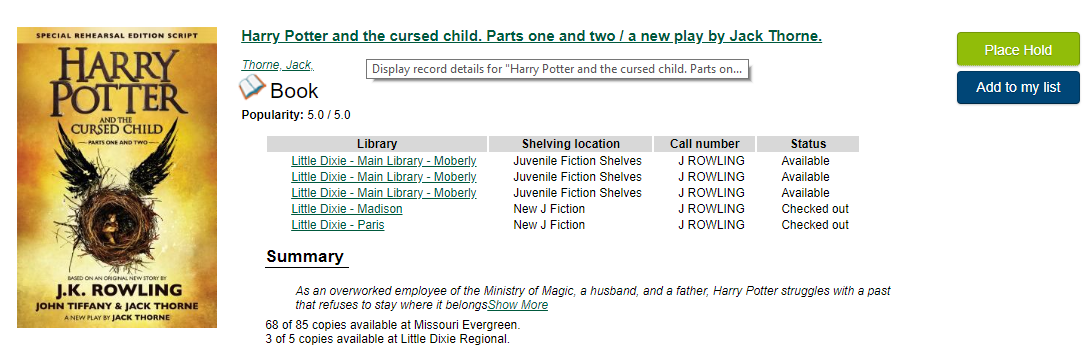 SPECIAL REHEARSAL EDITION SCRIPT
HARRY
POTTER
AND THE
CURSED CHILD
PARTS ONE AND TWO
BASED ON AN ORIGINAL NEW STORY BY
J.K. ROWLING
JOHN TIFFANY & JACK THORNE
A NEW PLAY BY JACK THORNE
Harry Potter and the cursed child. Parts one and two / a new play by Jack Thorne.
Thorne, Jack,
Display record details for "Harry Potter and the cursed child. Parts on...
Book
Popularity: 5.0 / 5.0
Library Shelving location Call number Status
Little Dixie - Main Library - Moberly Juvenile Fiction Shelves J ROWLING Available
Little Dixie - Main Library - Moberly Juvenile Fiction Shelves J ROWLING Available
Little Dixie - Main Library - Moberly Juvenile Fiction Shelves J ROWLING Available
Little Dixie - Madison New J Fiction J ROWLING Checked out
Little Dixie - Paris New J Fiction J ROWLING Checked out
Summary
As an overworked employee of the Ministry of Magic, a husband, and a father, Harry Potter struggles with a past
that refuses to stay where it belongsShow More
68 of 85 copies available at Missouri Evergreen.
3 of 5 copies available at Little Dixie Regional.
Place Hold
Add to my list